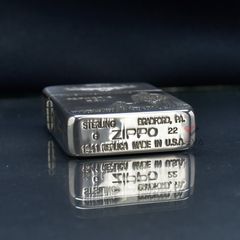 STERLING BRADFORD, PA.
G ZIPPO 22
1941 REPLICA MADE IN U.S.A.